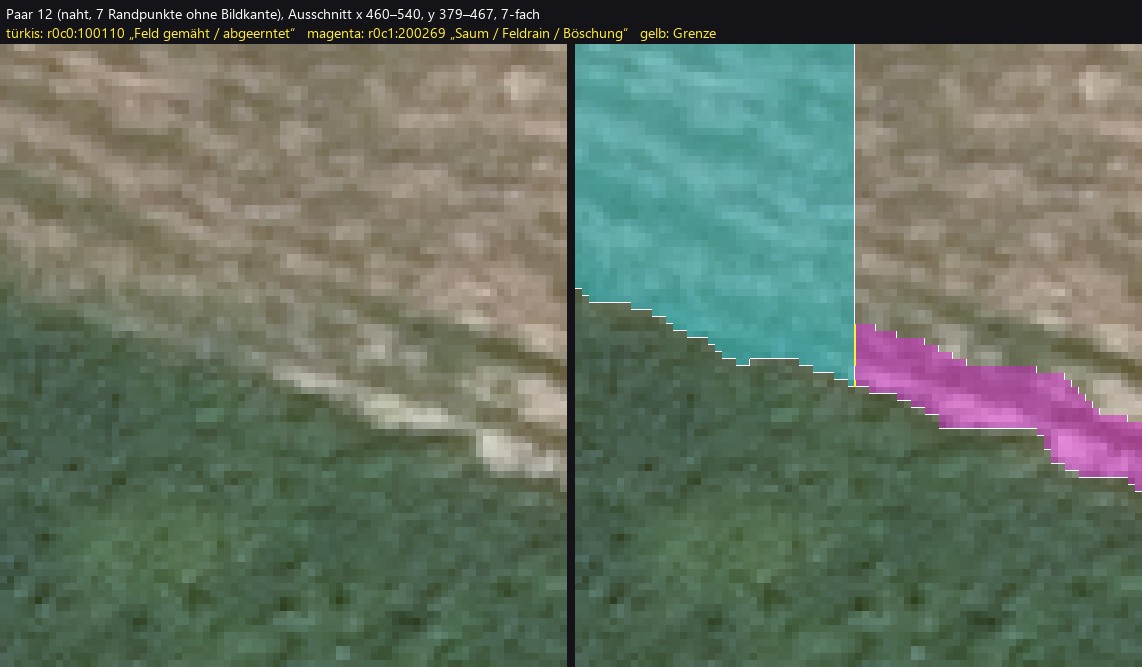 Paar 12 (naht, 7 Randpunkte ohne Bildkante), Ausschnitt x 460–540, y 379–467, 7-fach
türkis: r0c0:100110 „Feld gemäht / abgeerntet“ magenta: r0c1:200269 „Saum / Feldrain / Böschung“ gelb: Grenze